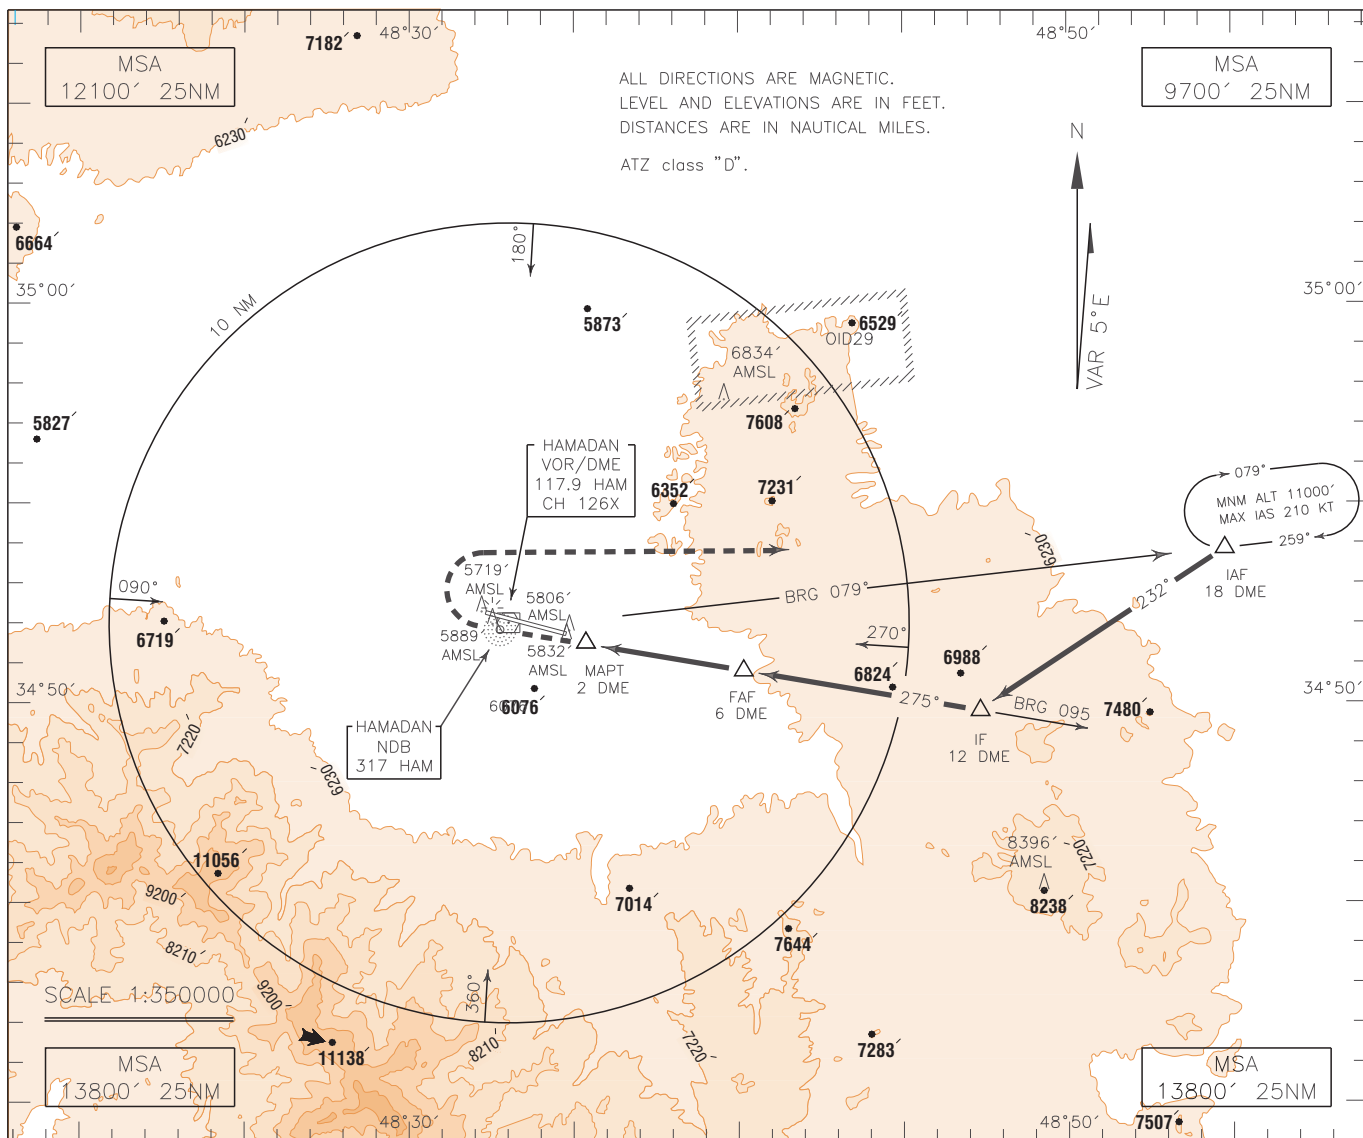 7182´
48°30´
48°50´
MSA
12100´ 25NM
MSA
9700´ 25NM
ALL DIRECTIONS ARE MAGNETIC.
LEVEL AND ELEVATIONS ARE IN FEET.
DISTANCES ARE IN NAUTICAL MILES.
ATZ class "D".
6230´
N
VAR 5°E
6664´
180°
35°00´
35°00´
10 NM
5873´
6529´
OID29
6834´
AMSL
7608´
5827´
HAMADAN
VOR/DME
117.9 HAM
CH 126X
6352´
7231´
079°
MNM ALT 11000´
MAX IAS 210 KT
259°
6230´
IAF
18 DME
5719´
AMSL
090°
BRG 079°
232°
5806´
AMSL
6719´
5889´
AMSL
5832´
AMSL
270°
MAPT
2 DME
6988´
6824´
FAF
6 DME
34°50´
34°50´
6076´
275°
BRG 095
7480´
IF
12 DME
HAMADAN
NDB
317 HAM
7220´
6230´
8396´
AMSL
7220´
11056´
9200´
7014´
8238´
7644´
8210´
SCALE 1:350000
9200´
360°
8210´
7220´
7283´
11138´
MSA
13800´ 25NM
MSA
13800´ 25NM
48°30´
48°50´
7507´